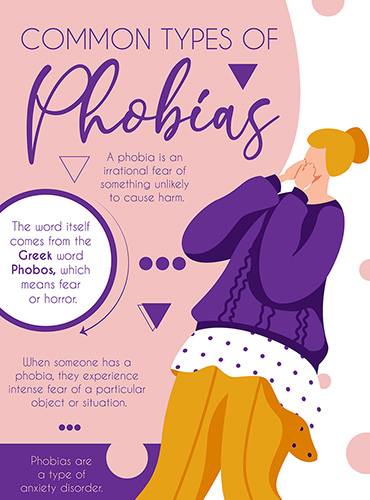 COMMON TYPES OF
Phobias
A phobia is an
irrational fear of
something unlikely
to cause harm.
The word itself
comes from the
Greek word
Phobos, which
means fear
or horror.
When someone has a
phobia, they experience
intense fear of a particular
object or situation.
Phobias are
a type of
anxiety disorder.